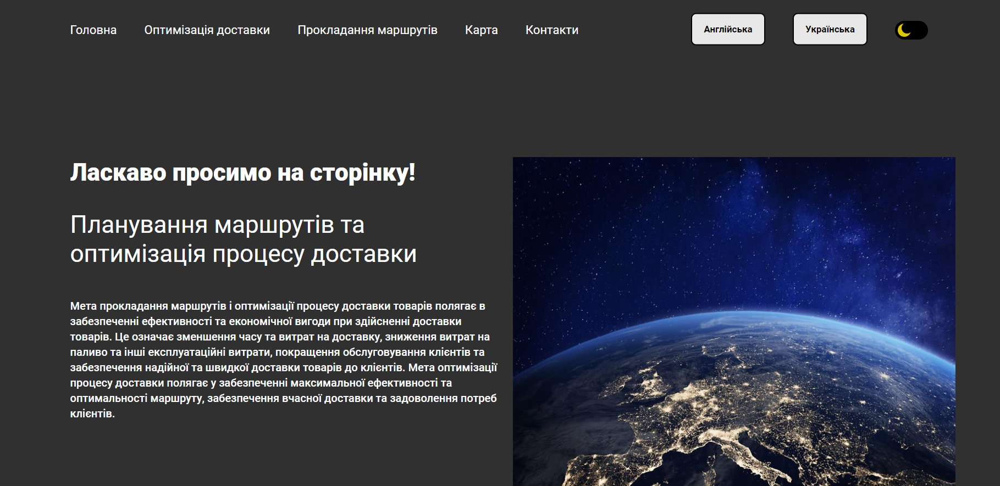 Головна Оптимізація доставки Прокладання маршрутів Карта Контакти Англійська Українська
Ласкаво просимо на сторінку!
Планування маршрутів та
оптимізація процесу доставки
Мета прокладання маршрутів і оптимізації процесу доставки товарів полягає в
забезпеченні ефективності та економічної вигоди при здійсненні доставки
товарів. Це означає зменшення часу та витрат на доставку, зниження витрат на
паливо та інші експлуатаційні витрати, покращення обслуговування клієнтів та
забезпечення надійної та швидкої доставки товарів до клієнтів. Мета оптимізації
процесу доставки полягає у забезпеченні максимальної ефективності та
оптимальності маршруту, забезпечення вчасної доставки та задоволення потреб
клієнтів.